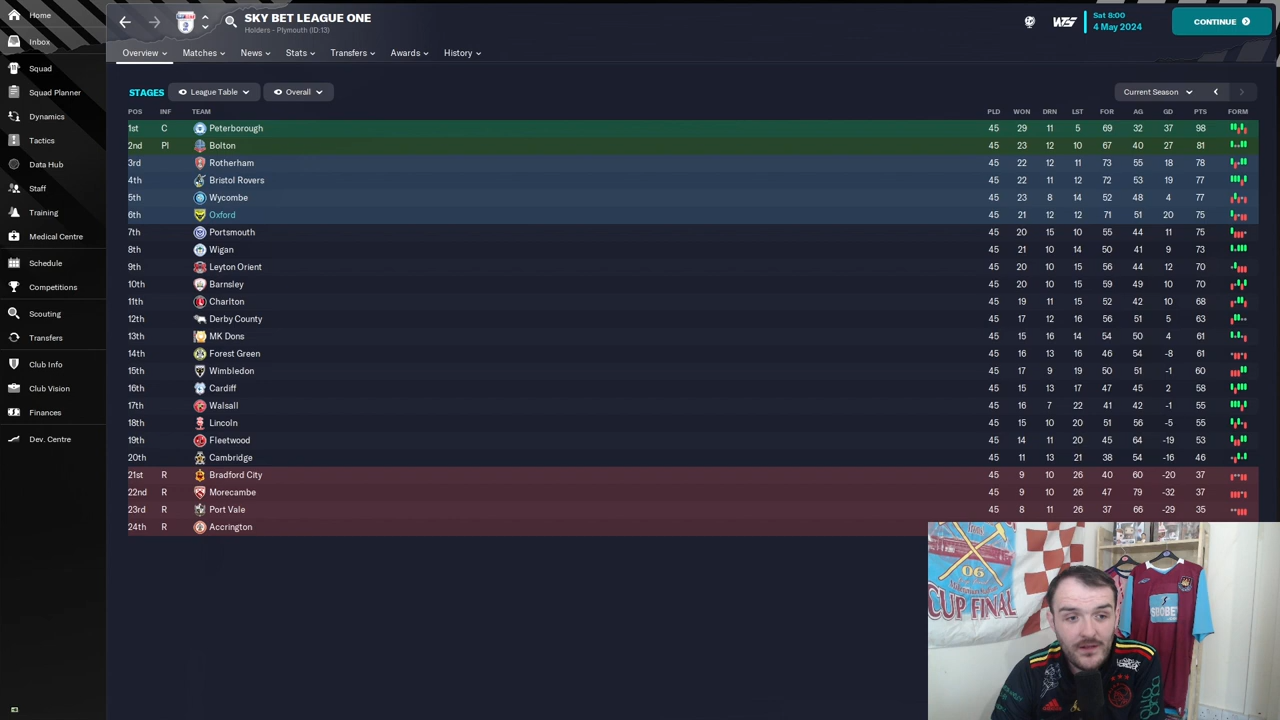 Home
SKY BET LEAGUE ONE
Holders - Plymouth (ID:13)
Sat 8:00
4 May 2024
CONTINUE
Inbox
Squad
Squad Planner
Dynamics
Tactics
Data Hub
Staff
Training
Medical Centre
Schedule
Competitions
Scouting
Transfers
Club Info
Club Vision
Finances
Dev. Centre
Overview Matches News Stats Transfers Awards History
STAGES League Table Overall Current Season
POS INF TEAM PLD WON DRN LST FOR AG GD PTS FORM
1st C Peterborough 45 29 11 5 69 32 37 98
2nd Pl Bolton 45 23 12 10 67 40 27 81
3rd Rotherham 45 22 12 11 73 55 18 78
4th Bristol Rovers 45 22 11 12 72 53 19 77
5th Wycombe 45 23 8 14 52 48 4 77
6th Oxford 45 21 12 12 71 51 20 75
7th Portsmouth 45 20 15 10 55 44 11 75
8th Wigan 45 21 10 14 50 41 9 73
9th Leyton Orient 45 20 10 15 56 44 12 70
10th Barnsley 45 20 10 15 59 49 10 70
11th Charlton 45 19 11 15 52 42 10 68
12th Derby County 45 17 12 16 56 51 5 63
13th MK Dons 45 15 16 14 54 50 4 61
14th Forest Green 45 16 13 16 46 54 -8 61
15th Wimbledon 45 17 9 19 50 51 -1 60
16th Cardiff 45 15 13 17 47 45 2 58
17th Walsall 45 16 7 22 41 42 -1 55
18th Lincoln 45 15 10 20 51 56 -5 55
19th Fleetwood 45 14 11 20 45 64 -19 53
20th Cambridge 45 11 13 21 38 54 -16 46
21st R Bradford City 45 9 10 26 40 60 -20 37
22nd R Morecambe 45 9 10 26 47 79 -32 37
23rd R Port Vale 45 8 11 26 37 66 -29 35
24th R Accrington
06
CUP FINAL
SBOBET